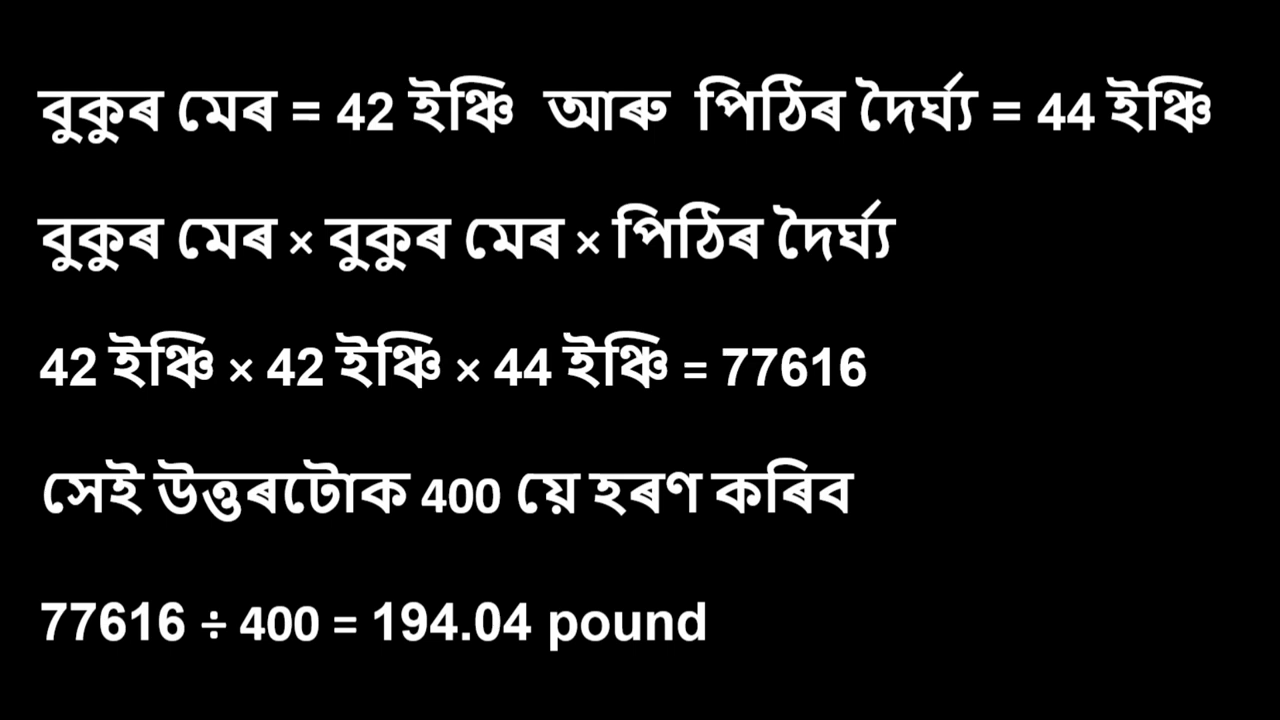 বুকুৰ মেৰ = 42 ইঞ্চি আৰু পিঠিৰ দৈৰ্ঘ্য = 44 ইঞ্চি
বুকুৰ মেৰ × বুকুৰ মেৰ × পিঠিৰ দৈৰ্ঘ্য
42 ইঞ্চি × 42 ইঞ্চি × 44 ইঞ্চি = 77616
সেই উত্তৰটোক 400 য়ে হৰণ কৰিব
77616 ÷ 400 = 194.04 pound